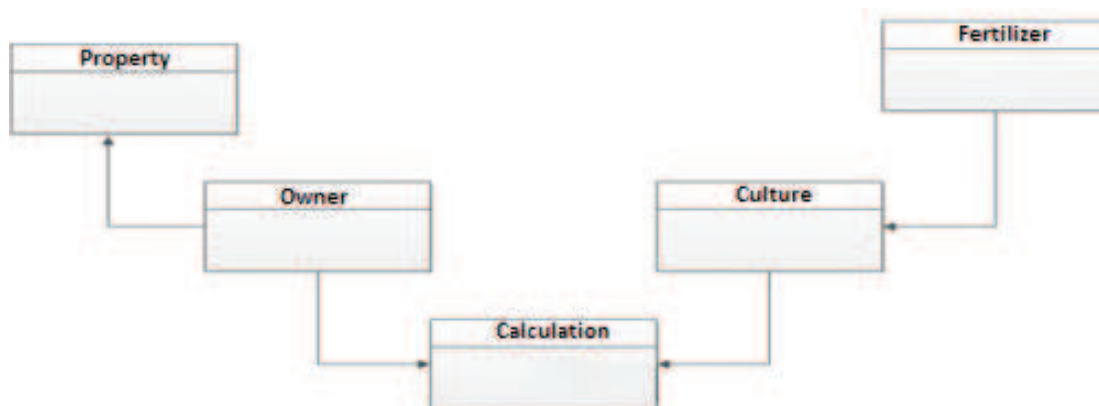 Property
Fertilizer
Owner
Culture
Calculation